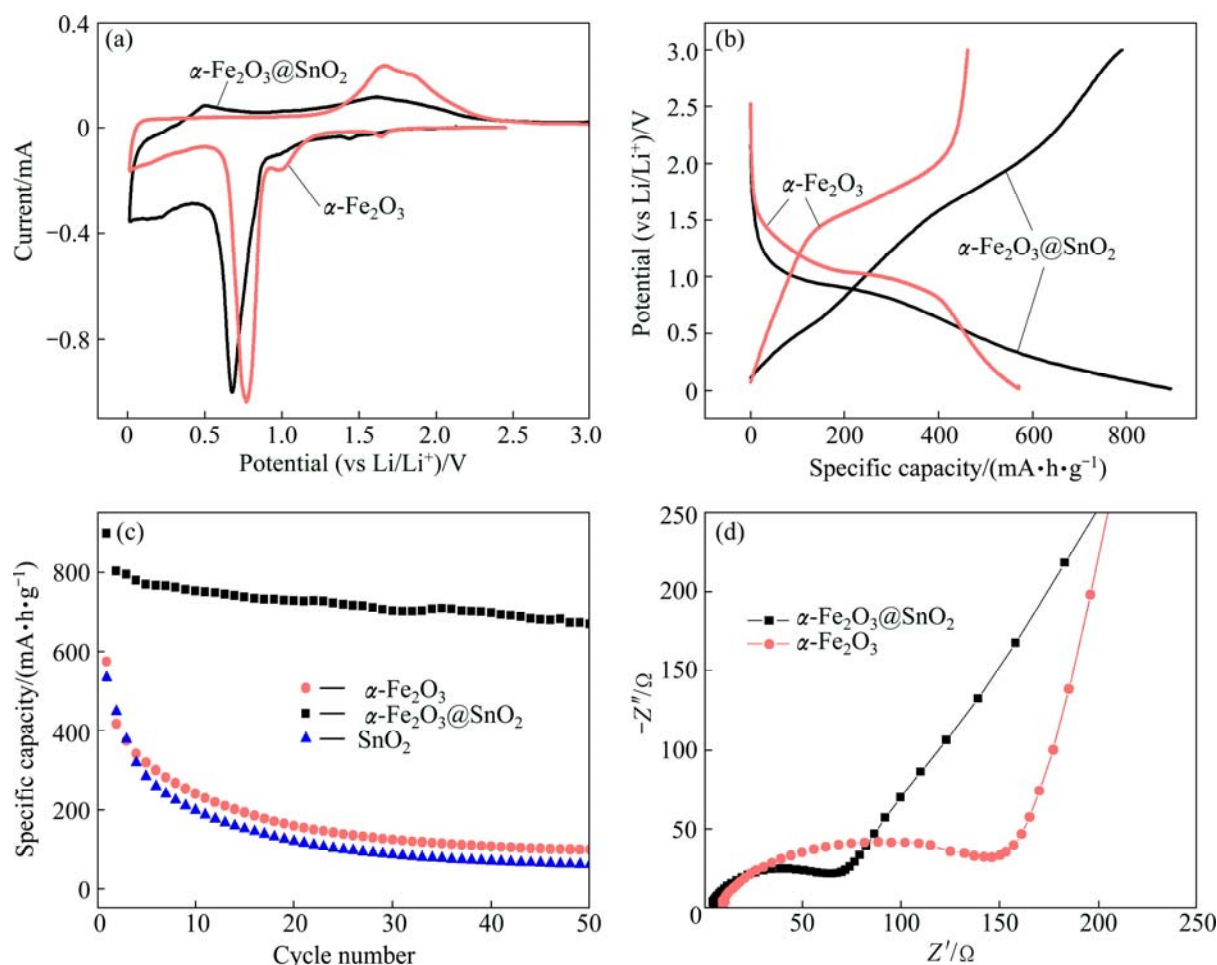 (a)
0.4
0
−0.4
−0.8
Current/mA
α-Fe₂O₃@SnO₂
α-Fe₂O₃
0 0.5 1.0 1.5 2.0 2.5 3.0
Potential (vs Li/Li⁺)/V
(b)
3.0
2.5
2.0
1.5
1.0
0.5
0
Potential (vs Li/Li⁺)/V
α-Fe₂O₃
α-Fe₂O₃@SnO₂
0 200 400 600 800
Specific capacity/(mA•h•g⁻¹)
(c)
800
600
400
200
0
Specific capacity/(mA•h•g⁻¹)
α-Fe₂O₃
α-Fe₂O₃@SnO₂
SnO₂
0 10 20 30 40 50
Cycle number
(d)
250
200
150
100
50
0
−Z″/Ω
α-Fe₂O₃@SnO₂
α-Fe₂O₃
50 100 150 200 250
Z′/Ω